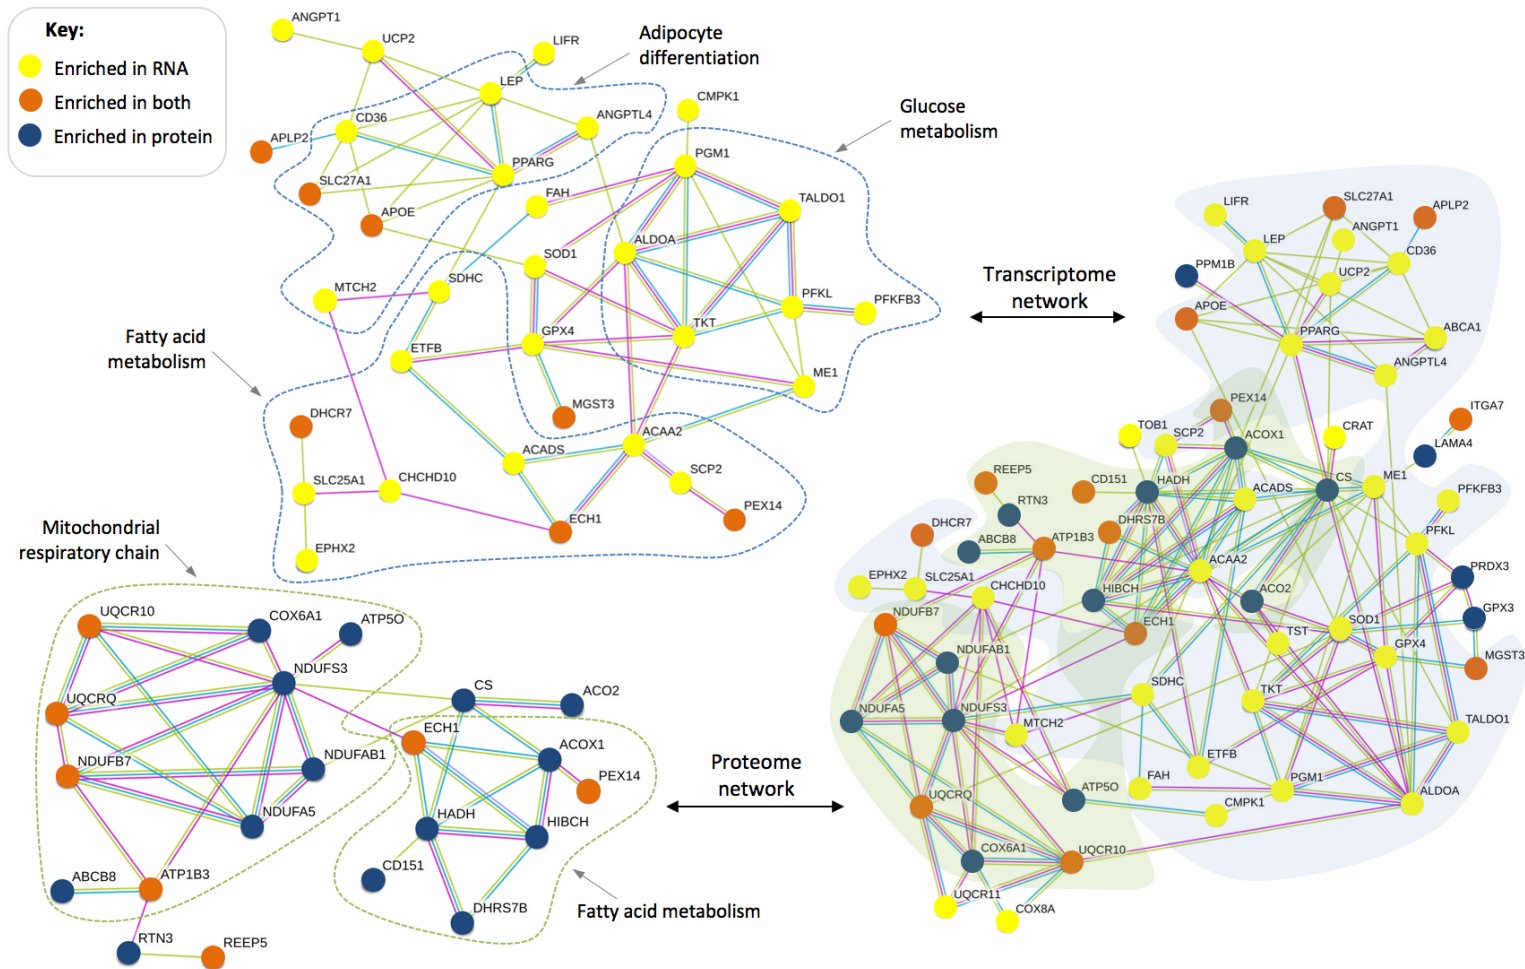 Key:
Enriched in RNA
Enriched in both
Enriched in protein
ANGPT1
UCP2
LIFR
Adipocyte
differentiation
LEP
CD36
ANGPTL4
APLP2
PPARG
SLC27A1
APOE
CMPK1
Glucose
metabolism
PGM1
TALDO1
FAH
ALDOA
SOD1
SDHC
MTCH2
PFKL
PFKFB3
TKT
GPX4
ETFB
ME1
Fatty acid
metabolism
MGST3
DHCR7
ACAA2
ACADS
SCP2
SLC25A1
CHCHD10
PEX14
ECH1
EPHX2
Mitochondrial
respiratory chain
UQCR10
COX6A1
ATP5O
NDUFS3
UQCRQ
CS
ACO2
ECH1
ACOX1
NDUFB7
NDUFAB1
PEX14
NDUFA5
HADH
HIBCH
ABCB8
ATP1B3
CD151
DHRS7B
Fatty acid metabolism
RTN3
REEP5
Transcriptome
network
Proteome
network
LIFR
SLC27A1
APLP2
ANGPT1
LEP
CD36
PPM1B
UCP2
APOE
PPARG
ABCA1
ANGPTL4
PEX14
ITGA7
TOB1
SCP2
ACOX1
CRAT
LAMA4
REEP5
CD151
HADH
ACADS
CS
ME1
PFKFB3
RTN3
DHRS7B
PFKL
DHCR7
ABCB8
ATP1B3
ACAA2
PRDX3
EPHX2
SLC25A1
CHCHD10
HIBCH
ACO2
GPX3
NDUFB7
ECH1
SOD1
TST
GPX4
MGST3
NDUFAB1
SDHC
TKT
NDUFA5
NDUFS3
MTCH2
TALDO1
ETFB
FAH
PGM1
ATP5O
CMPK1
ALDOA
UQCRQ
COX6A1
UQCR10
UQCR11
COX8A